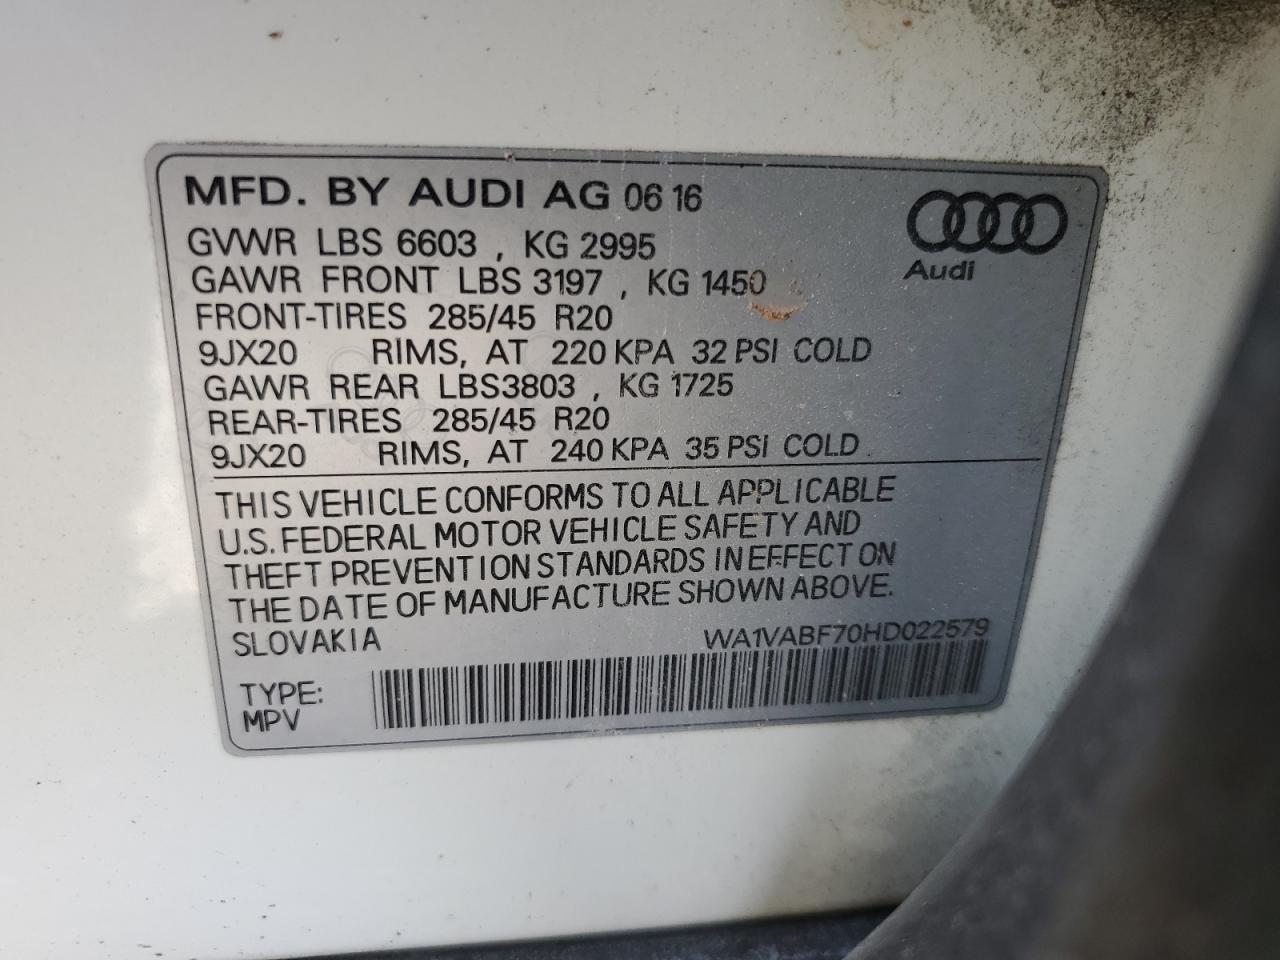 MFD. BY AUDI AG 06 16
Audi
GVWR LBS 6603 , KG 2995
GAWR FRONT LBS 3197 , KG 1450
FRONT-TIRES 285/45 R20
9JX20 RIMS, AT 220 KPA 32 PSI COLD
GAWR REAR LBS3803 , KG 1725
REAR-TIRES 285/45 R20
9JX20 RIMS, AT 240 KPA 35 PSI COLD
THIS VEHICLE CONFORMS TO ALL APPLICABLE
U.S. FEDERAL MOTOR VEHICLE SAFETY AND
THEFT PREVENTION STANDARDS IN EFFECT ON
THE DATE OF MANUFACTURE SHOWN ABOVE.
SLOVAKIA WA1VABF70HD022579
TYPE:
MPV